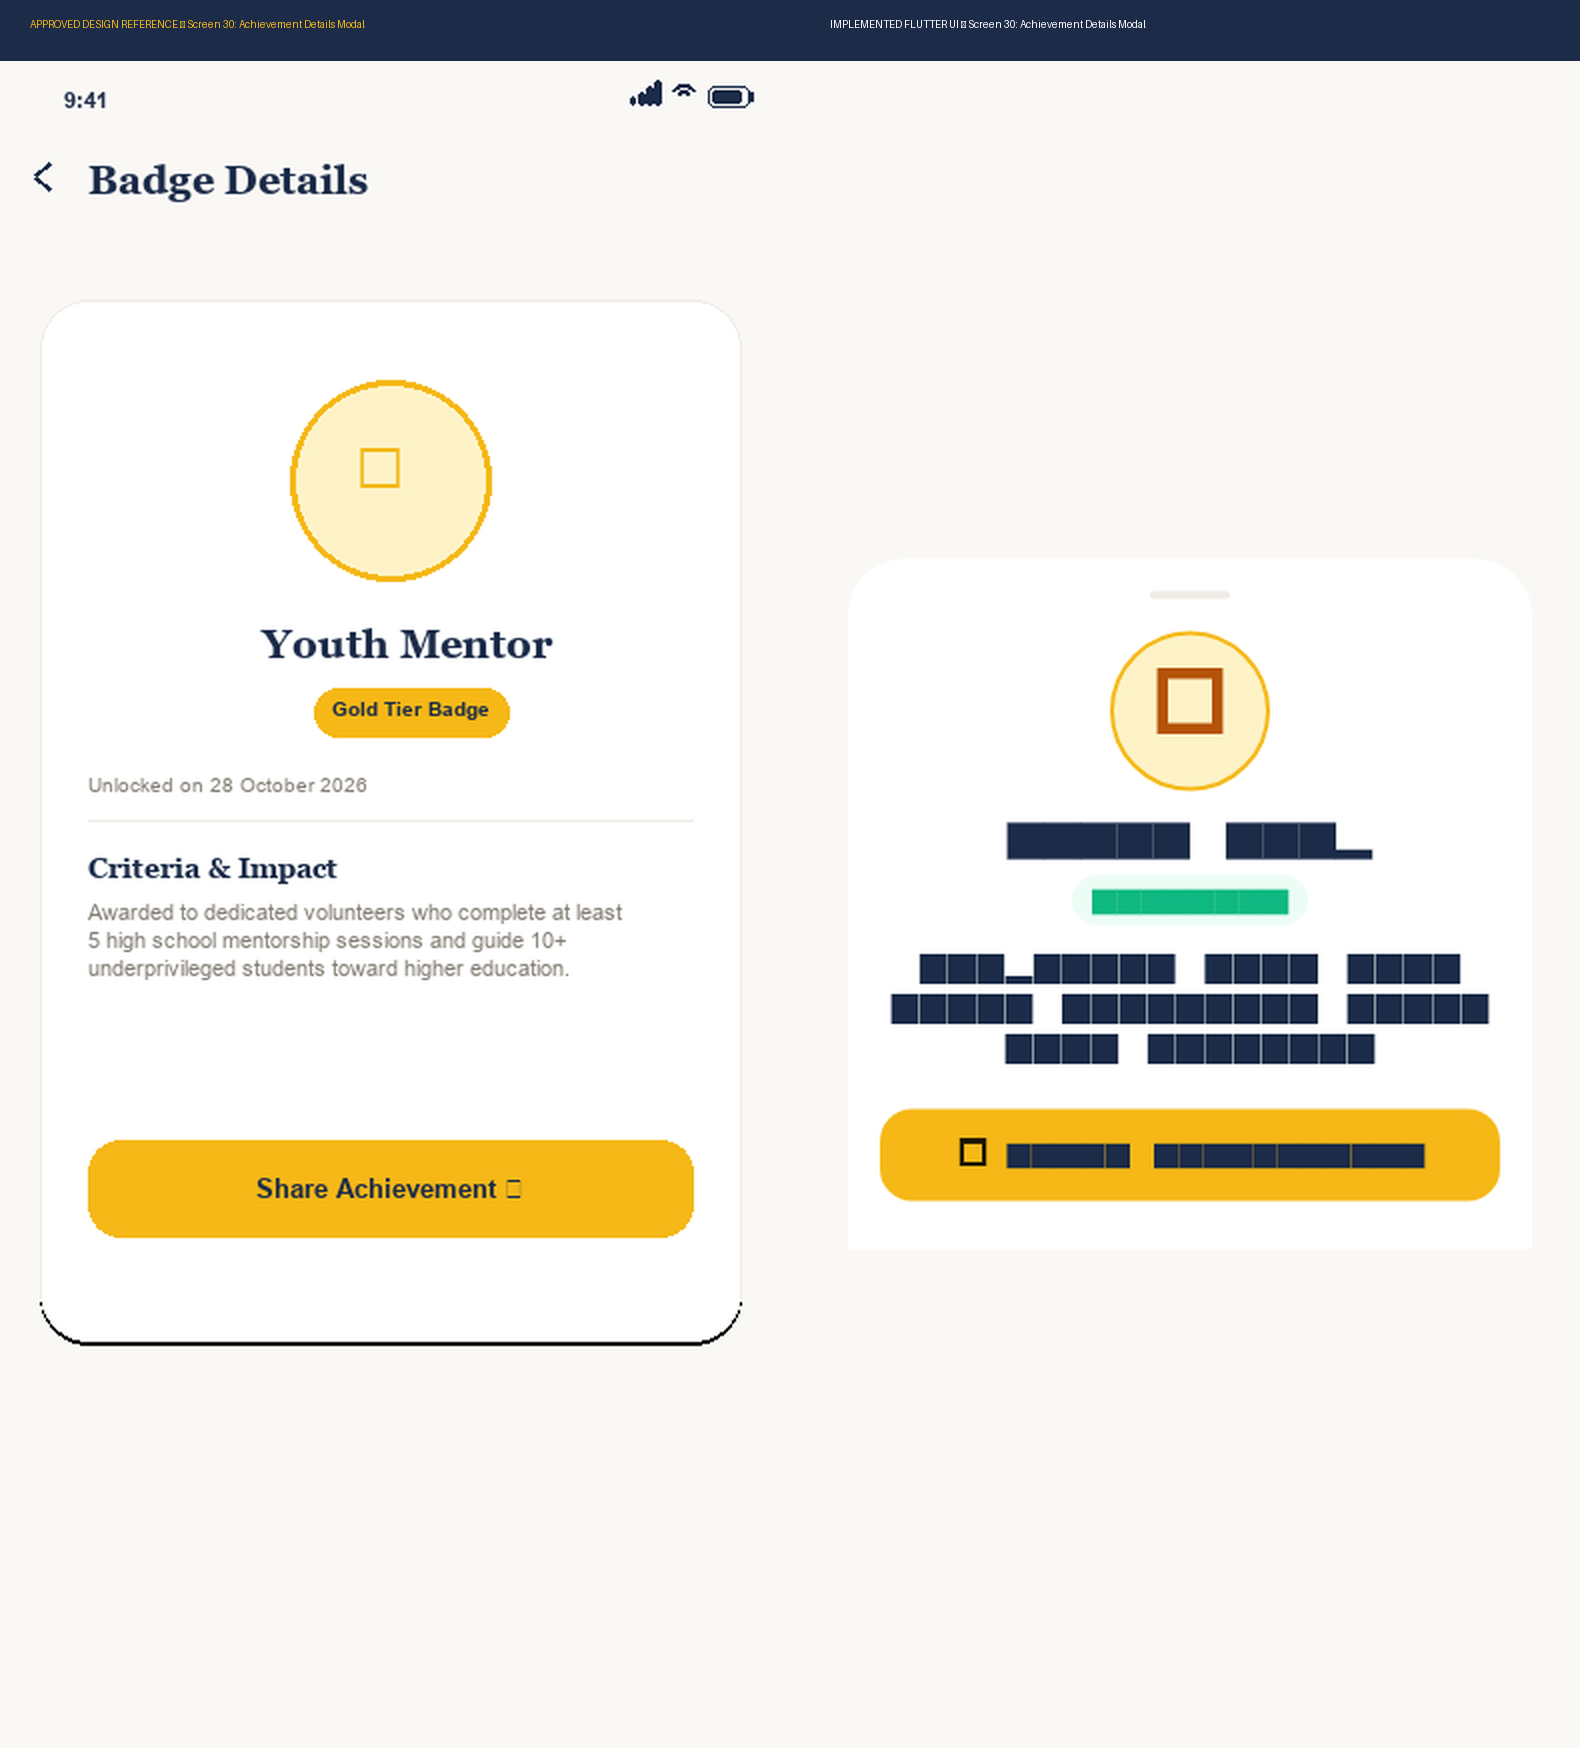 APPROVED DESIGN REFERENCE Screen 30: Achievement Details Modal
IMPLEMENTED FLUTTER UI Screen 30: Achievement Details Modal
9:41
Badge Details
Youth Mentor
Gold Tier Badge
Unlocked on 28 October 2026
Criteria & Impact
Awarded to dedicated volunteers who complete at least
5 high school mentorship sessions and guide 10+
underprivileged students toward higher education.
Share Achievement